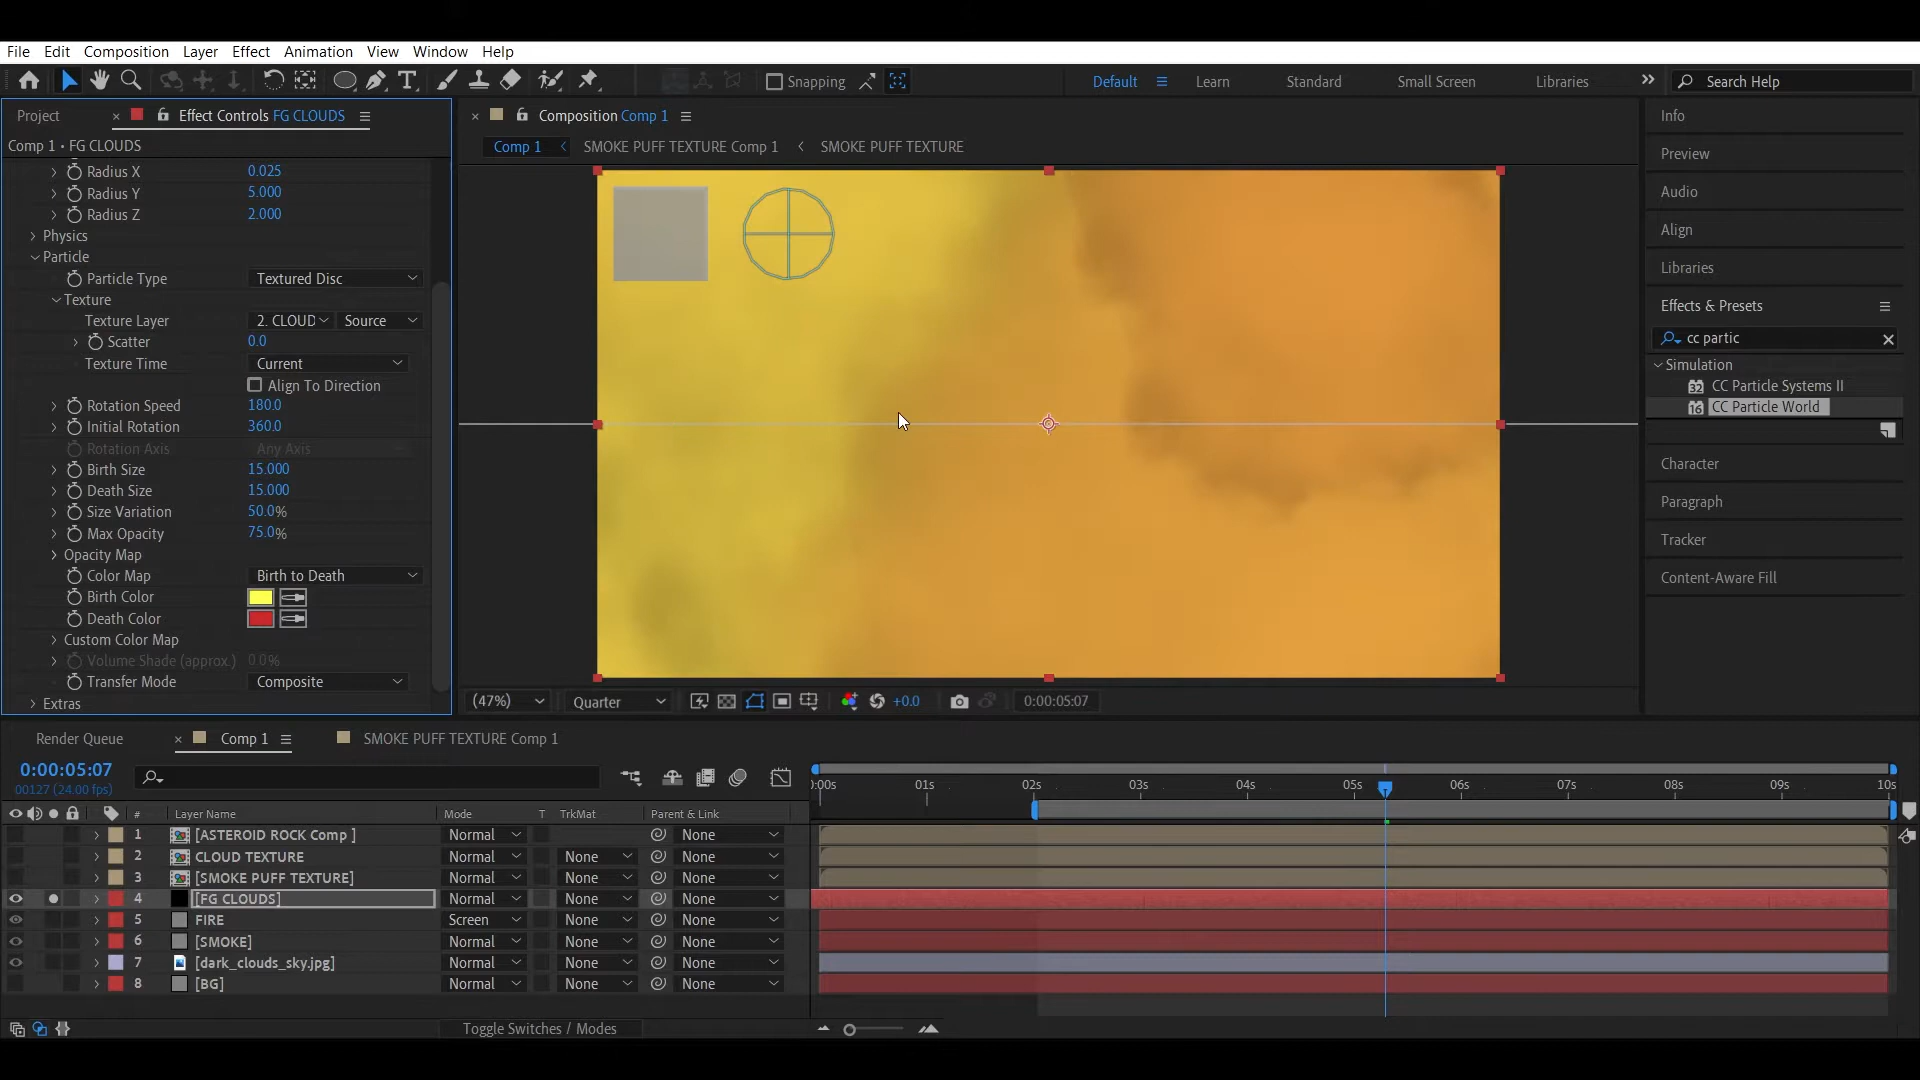 File Edit Composition Layer Effect Animation View Window Help
Snapping Default Learn Standard Small Screen Libraries Search Help
Project Effect Controls FG CLOUDS
Comp 1 • FG CLOUDS
Radius X 0.025
Radius Y 5.000
Radius Z 2.000
Physics
Particle
Particle Type Textured Disc
Texture
Texture Layer 2. CLOUD Source
Scatter 0.0
Texture Time Current
Align To Direction
Rotation Speed 180.0
Initial Rotation 360.0
Rotation Axis Any Axis
Birth Size 15.000
Death Size 15.000
Size Variation 50.0%
Max Opacity 75.0%
Opacity Map
Color Map Birth to Death
Birth Color
Death Color
Custom Color Map
Volume Shade (approx.) 0.0%
Transfer Mode Composite
Extras
Composition Comp 1
Comp 1 SMOKE PUFF TEXTURE Comp 1 SMOKE PUFF TEXTURE
(47%) Quarter +0.0 0:00:05:07
Info
Preview
Audio
Align
Libraries
Effects & Presets
cc partic
Simulation
CC Particle Systems II
CC Particle World
Character
Paragraph
Tracker
Content-Aware Fill
Render Queue Comp 1 SMOKE PUFF TEXTURE Comp 1
0:00:05:07
00127 (24.00 fps)
:00s 01s 02s 03s 04s 05s 06s 07s 08s 09s 10s
# Layer Name Mode T TrkMat Parent & Link
1 [ASTEROID ROCK Comp ] Normal None
2 CLOUD TEXTURE Normal None None
3 [SMOKE PUFF TEXTURE] Normal None None
4 [FG CLOUDS] Normal None None
5 FIRE Screen None None
6 [SMOKE] Normal None None
7 [dark_clouds_sky.jpg] Normal None None
8 [BG] Normal None None
Toggle Switches / Modes